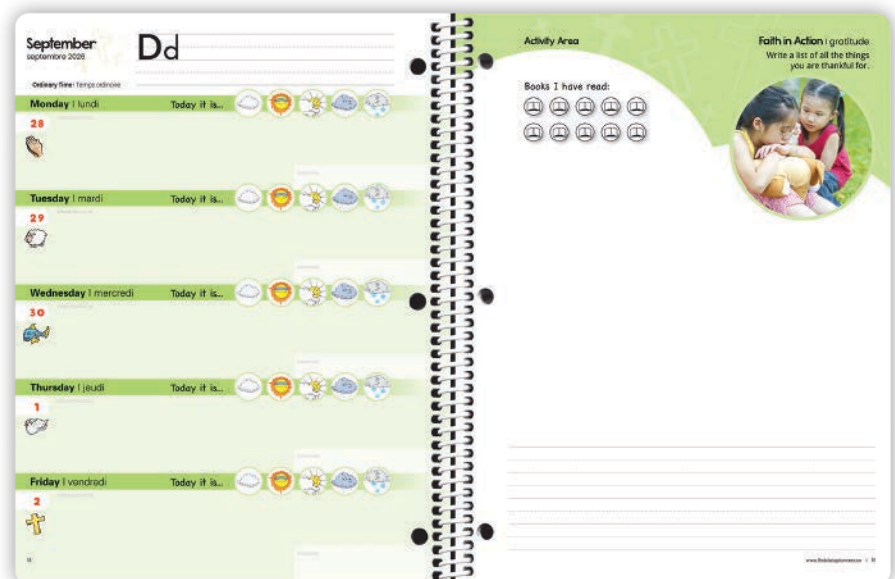 September
septembre 2026
Dd
Ordinary Time | Temps ordinaire
Monday | lundi
Today it is...
28
Tuesday | mardi
Today it is...
29
Wednesday | mercredi
Today it is...
30
Thursday | jeudi
Today it is...
1
Friday | vendredi
Today it is...
2
Activity Area
Books I have read:
Faith in Action | gratitude
Write a list of all the things
you are thankful for.